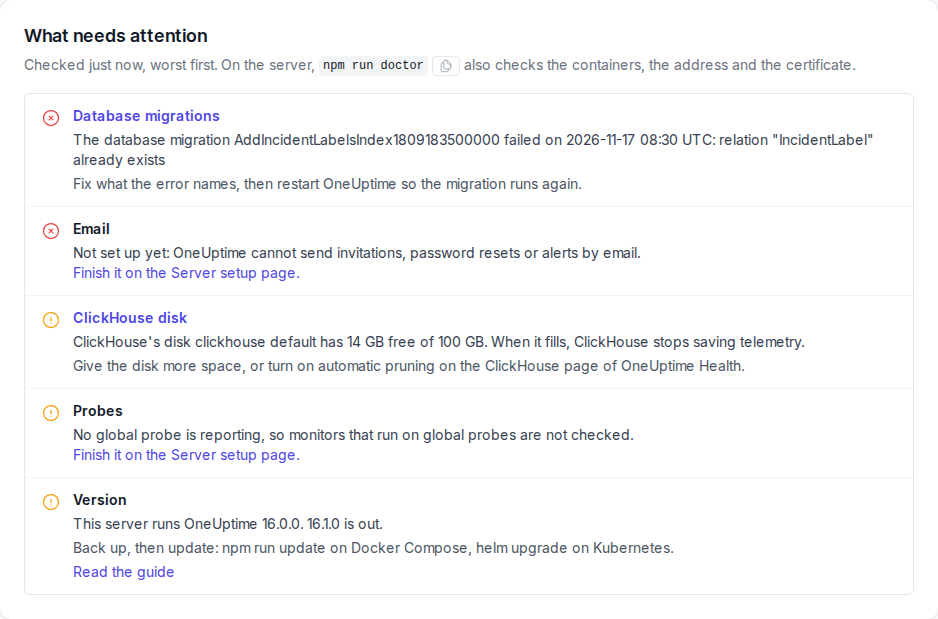 What needs attention
Checked just now, worst first. On the server, npm run doctor also checks the containers, the address and the certificate.
Database migrations
The database migration AddIncidentLabelsIndex1809183500000 failed on 2026-11-17 08:30 UTC: relation "IncidentLabel"
already exists
Fix what the error names, then restart OneUptime so the migration runs again.
Email
Not set up yet: OneUptime cannot send invitations, password resets or alerts by email.
Finish it on the Server setup page.
ClickHouse disk
ClickHouse's disk clickhouse default has 14 GB free of 100 GB. When it fills, ClickHouse stops saving telemetry.
Give the disk more space, or turn on automatic pruning on the ClickHouse page of OneUptime Health.
Probes
No global probe is reporting, so monitors that run on global probes are not checked.
Finish it on the Server setup page.
Version
This server runs OneUptime 16.0.0. 16.1.0 is out.
Back up, then update: npm run update on Docker Compose, helm upgrade on Kubernetes.
Read the guide